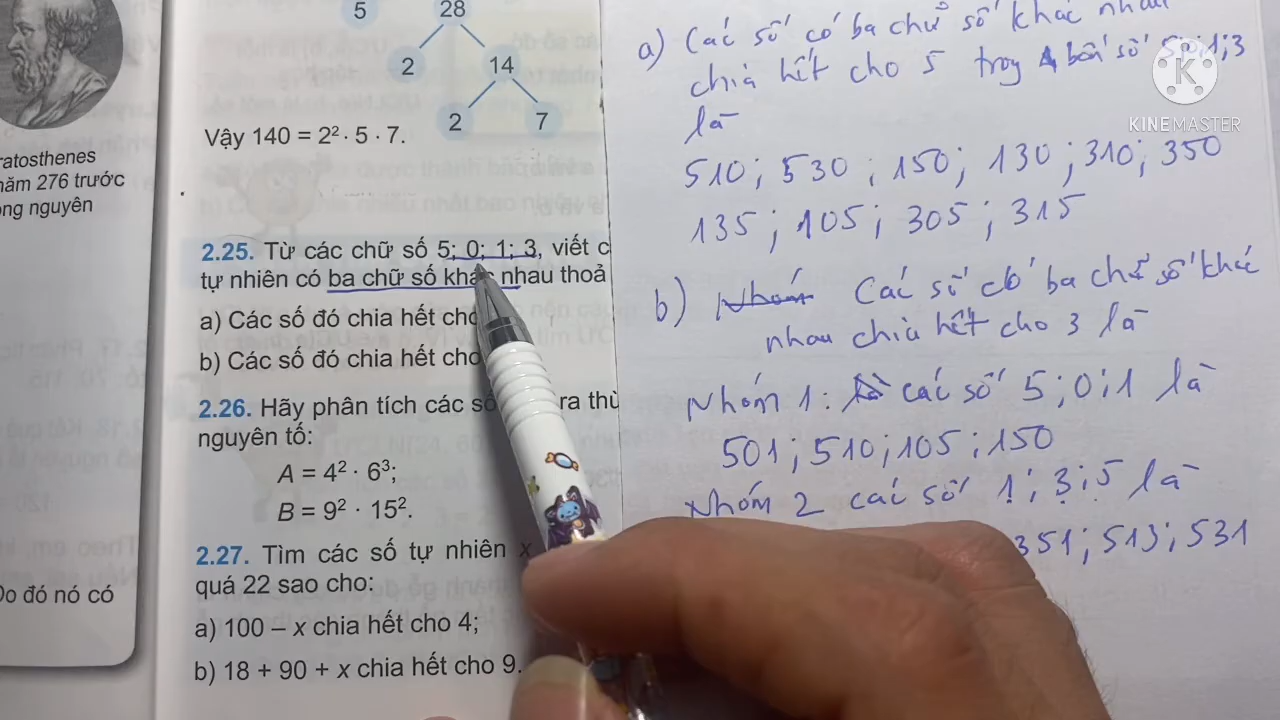 5
28
2
14
2
7
Vậy 140 = 2² · 5 · 7.
ratosthenes
năm 276 trước
ng nguyên
2.25. Từ các chữ số 5; 0; 1; 3, viết c
tự nhiên có ba chữ số khác nhau thoả
a) Các số đó chia hết cho
b) Các số đó chia hết cho
2.26. Hãy phân tích các số ra thừ
nguyên tố:
A = 4² · 6³;
B = 9² · 15².
2.27. Tìm các số tự nhiên x
quá 22 sao cho:
Do đó nó có
a) 100 – x chia hết cho 4;
b) 18 + 90 + x chia hết cho 9.
a) Các số có ba chữ số khác nhau
chia hết cho 5 bốn số 1;3
là
510; 530; 150; 130; 310; 350
135; 105; 305; 315
b) Nhóm Các số có ba chữ số khác
nhau chia hết cho 3 là
Nhóm 1: các số 5; 0; 1 là
501; 510; 105; 150
Nhóm 2 các số 1; 3; 5 là
351; 513; 531
K
KINEMASTER